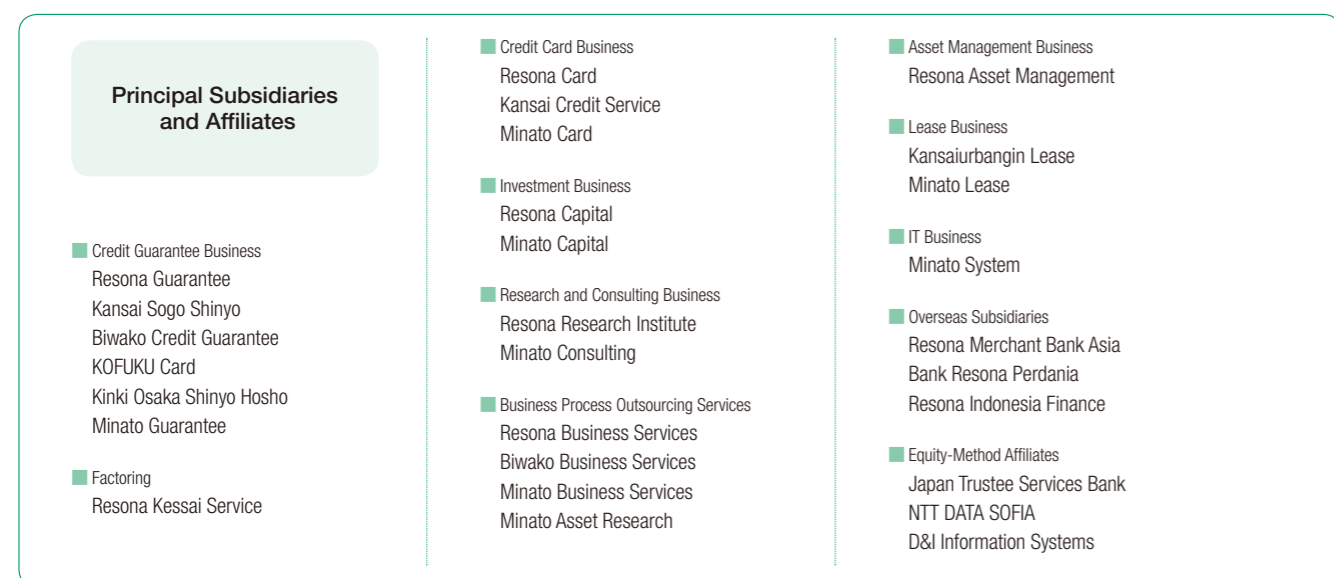 Principal Subsidiaries
and Affiliates
Credit Guarantee Business
Resona Guarantee
Kansai Sogo Shinyo
Biwako Credit Guarantee
KOFUKU Card
Kinki Osaka Shinyo Hosho
Minato Guarantee
Factoring
Resona Kessai Service
Credit Card Business
Resona Card
Kansai Credit Service
Minato Card
Investment Business
Resona Capital
Minato Capital
Research and Consulting Business
Resona Research Institute
Minato Consulting
Business Process Outsourcing Services
Resona Business Services
Biwako Business Services
Minato Business Services
Minato Asset Research
Asset Management Business
Resona Asset Management
Lease Business
Kansaiurbangin Lease
Minato Lease
IT Business
Minato System
Overseas Subsidiaries
Resona Merchant Bank Asia
Bank Resona Perdania
Resona Indonesia Finance
Equity-Method Affiliates
Japan Trustee Services Bank
NTT DATA SOFIA
D&I Information Systems